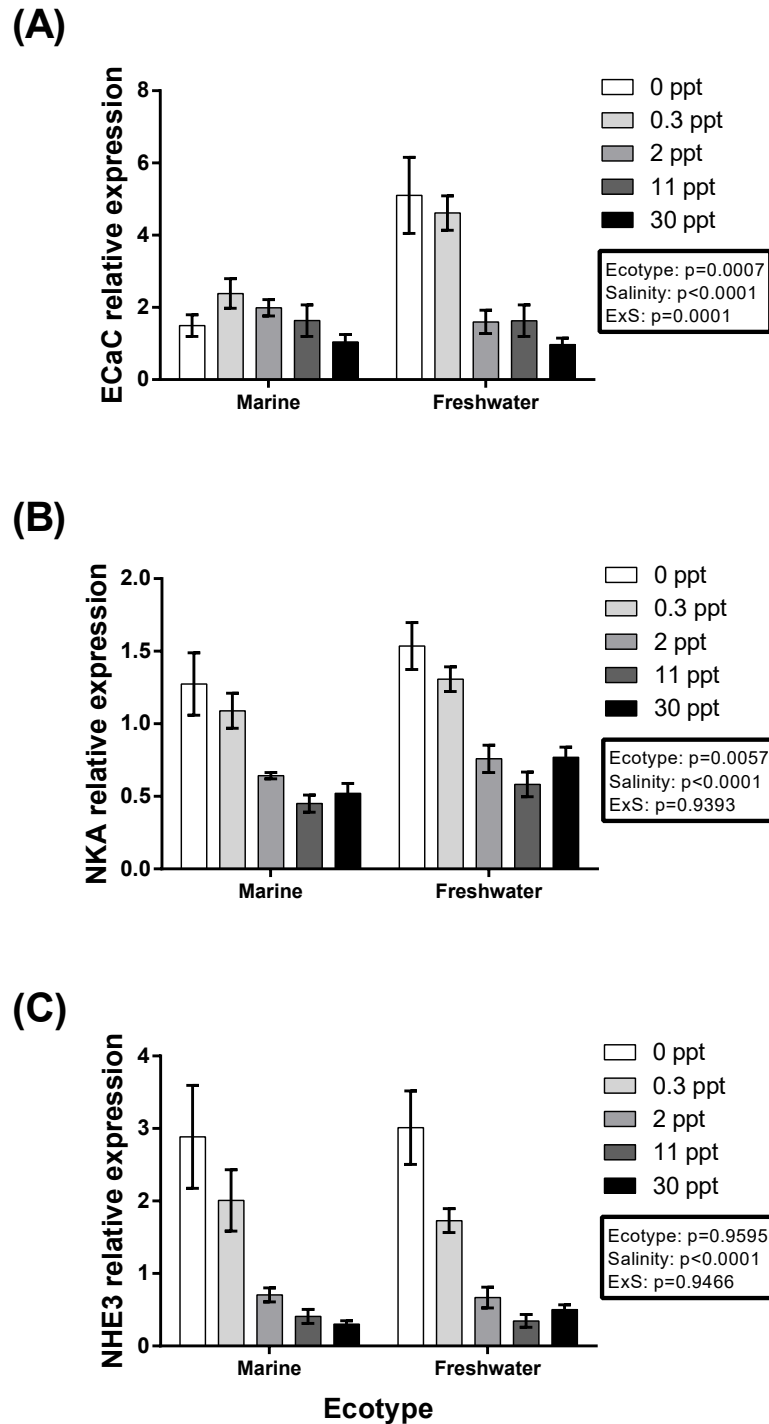 (A)
ECaC relative expression
8
6
4
2
0
Marine
Freshwater
0 ppt
0.3 ppt
2 ppt
11 ppt
30 ppt
Ecotype: p=0.0007
Salinity: p<0.0001
ExS: p=0.0001
(B)
NKA relative expression
2.0
1.5
1.0
0.5
0.0
Marine
Freshwater
0 ppt
0.3 ppt
2 ppt
11 ppt
30 ppt
Ecotype: p=0.0057
Salinity: p<0.0001
ExS: p=0.9393
(C)
NHE3 relative expression
4
3
2
1
0
Marine
Freshwater
0 ppt
0.3 ppt
2 ppt
11 ppt
30 ppt
Ecotype: p=0.9595
Salinity: p<0.0001
ExS: p=0.9466
Ecotype